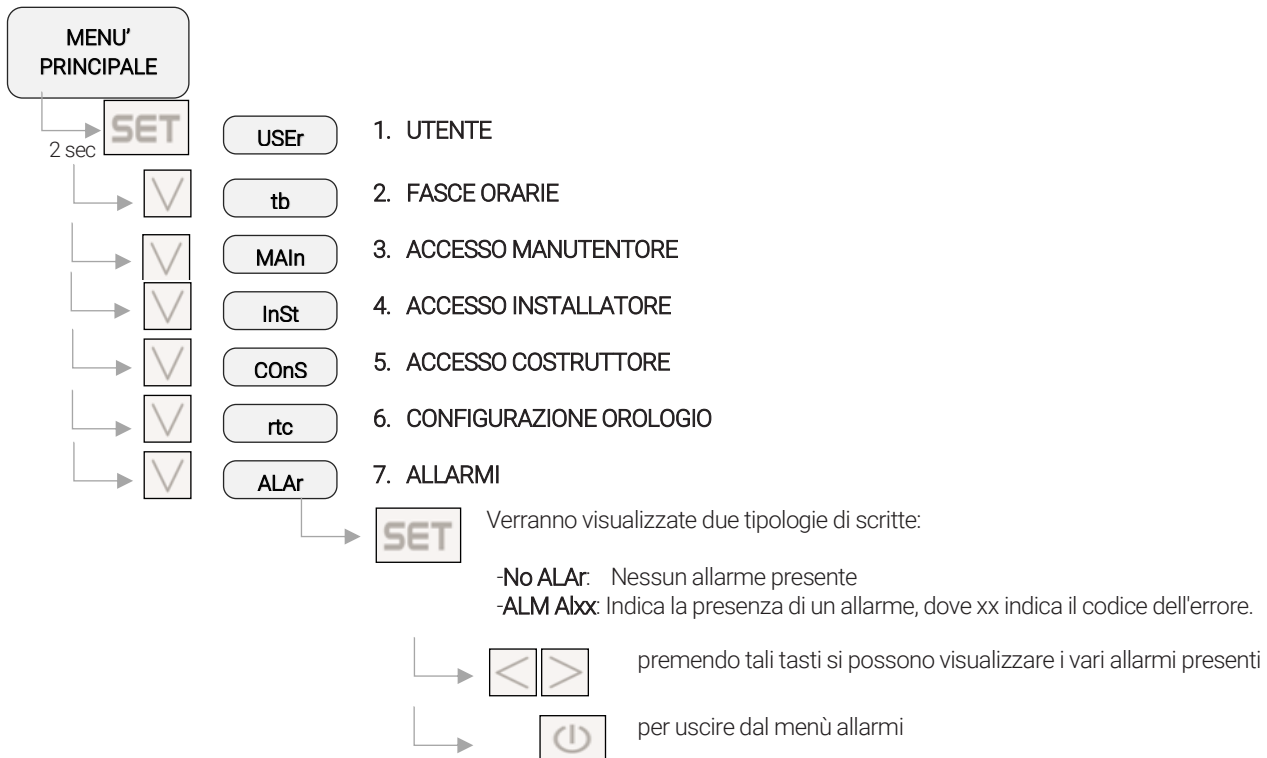 MENU’
PRINCIPALE
SET
2 sec
USEr
1. UTENTE
tb
2. FASCE ORARIE
MAIn
3. ACCESSO MANUTENTORE
InSt
4. ACCESSO INSTALLATORE
COnS
5. ACCESSO COSTRUTTORE
rtc
6. CONFIGURAZIONE OROLOGIO
ALAr
7. ALLARMI
SET
Verranno visualizzate due tipologie di scritte:
-No ALAr: Nessun allarme presente
-ALM Alxx: Indica la presenza di un allarme, dove xx indica il codice dell'errore.
< >
premendo tali tasti si possono visualizzare i vari allarmi presenti
per uscire dal menù allarmi